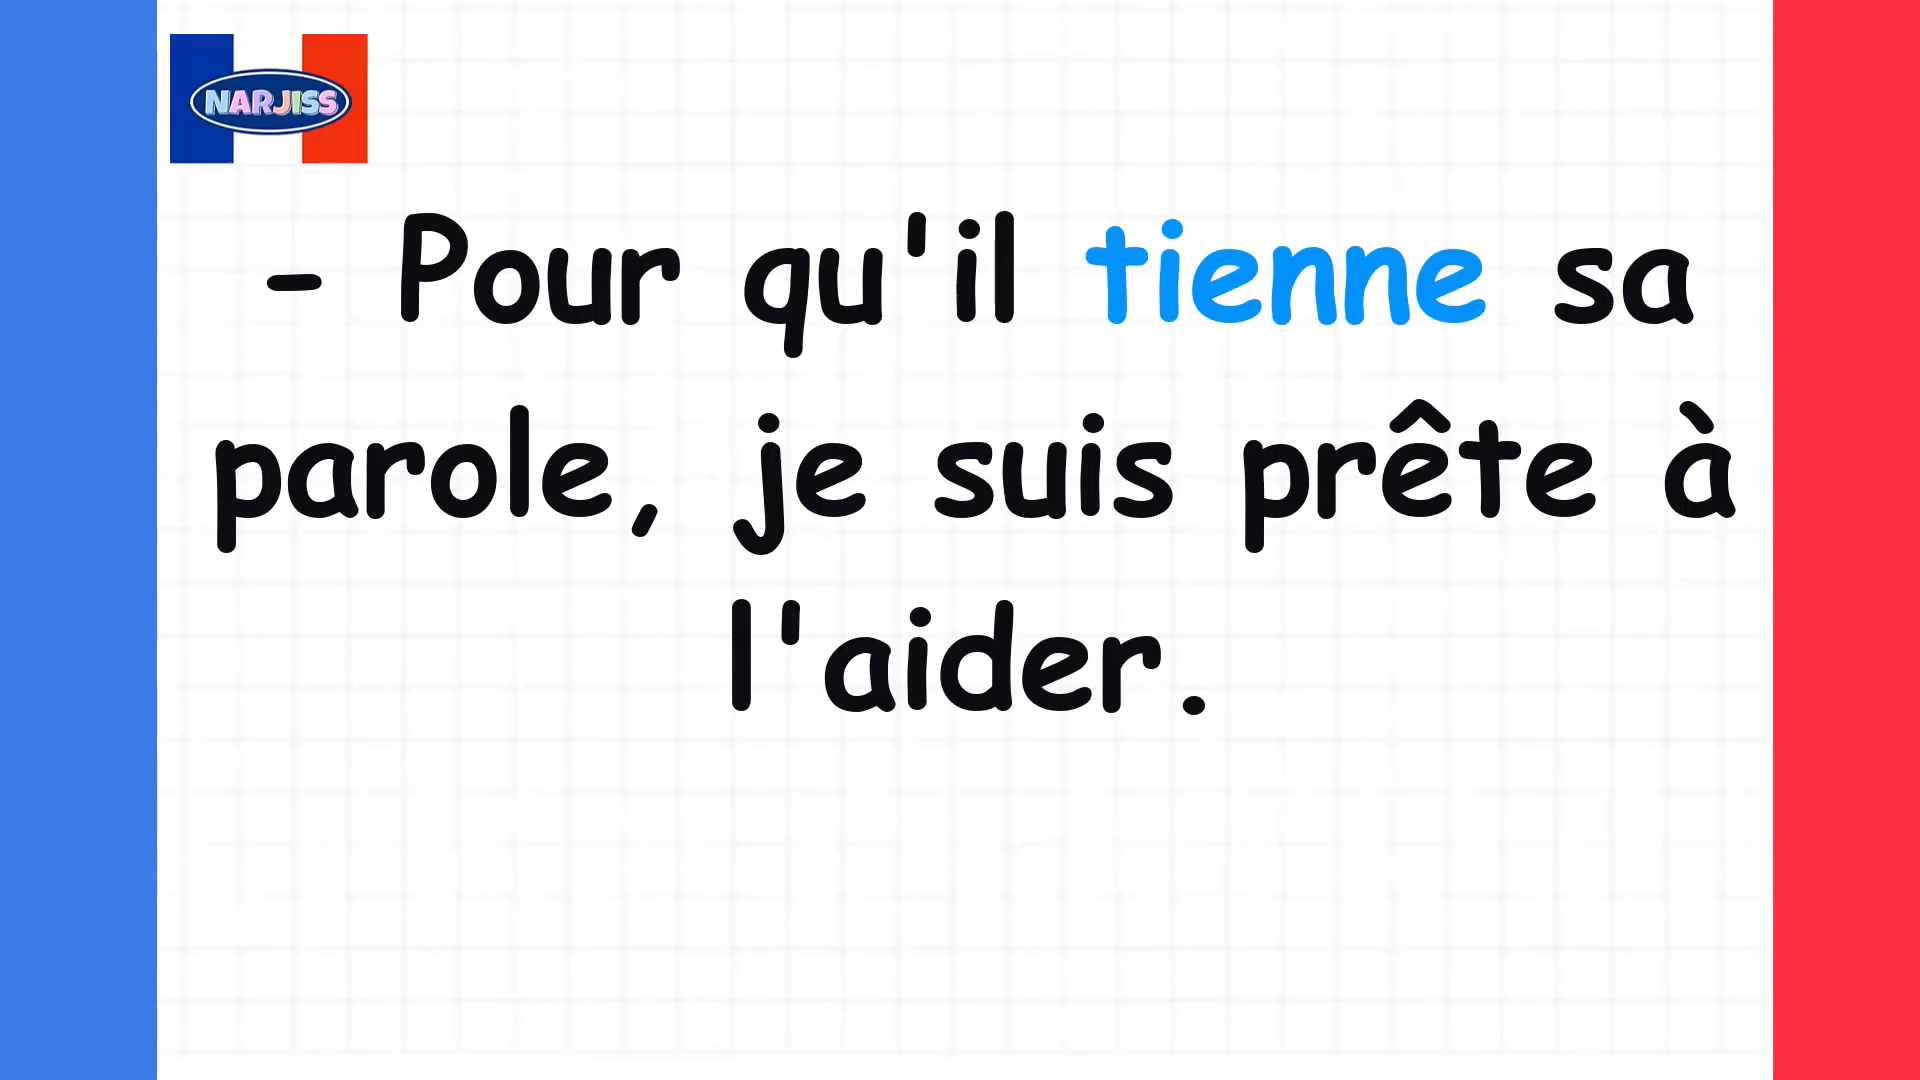 NARJISS
- Pour qu'il tienne sa
parole, je suis prête à
l'aider.